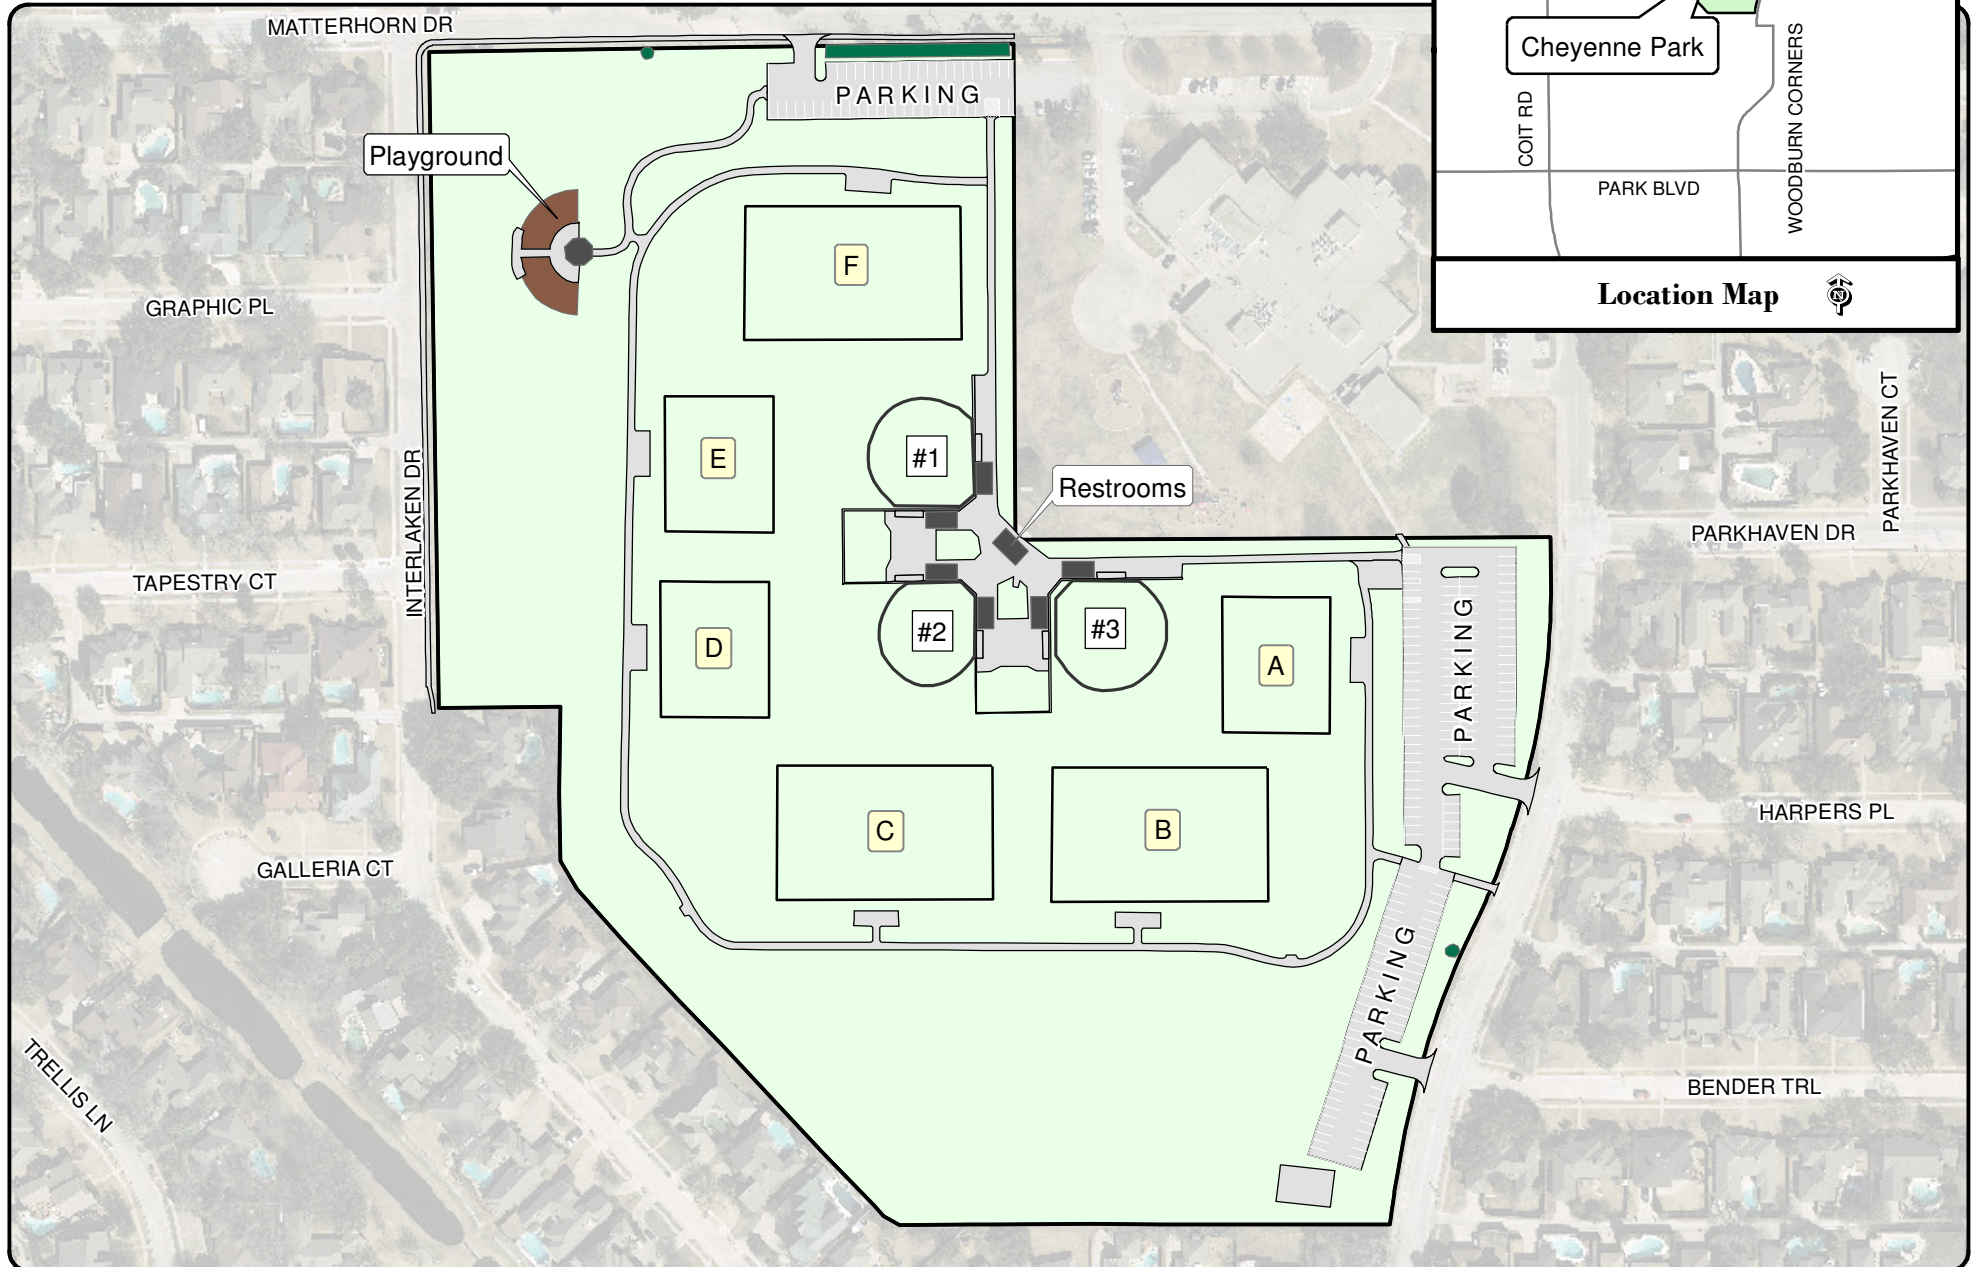 MATTERHORN DR
PARKING
Playground
F
GRAPHIC PL
E
#1
Restrooms
INTERLAKEN DR
TAPESTRY CT
D
#2
#3
A
PARKING
C
B
GALLERIA CT
PARKING
TRELLIS LN
Cheyenne Park
COIT RD
WOODBURN CORNERS
PARK BLVD
Location Map
N
PARKHAVEN CT
PARKHAVEN DR
HARPERS PL
BENDER TRL